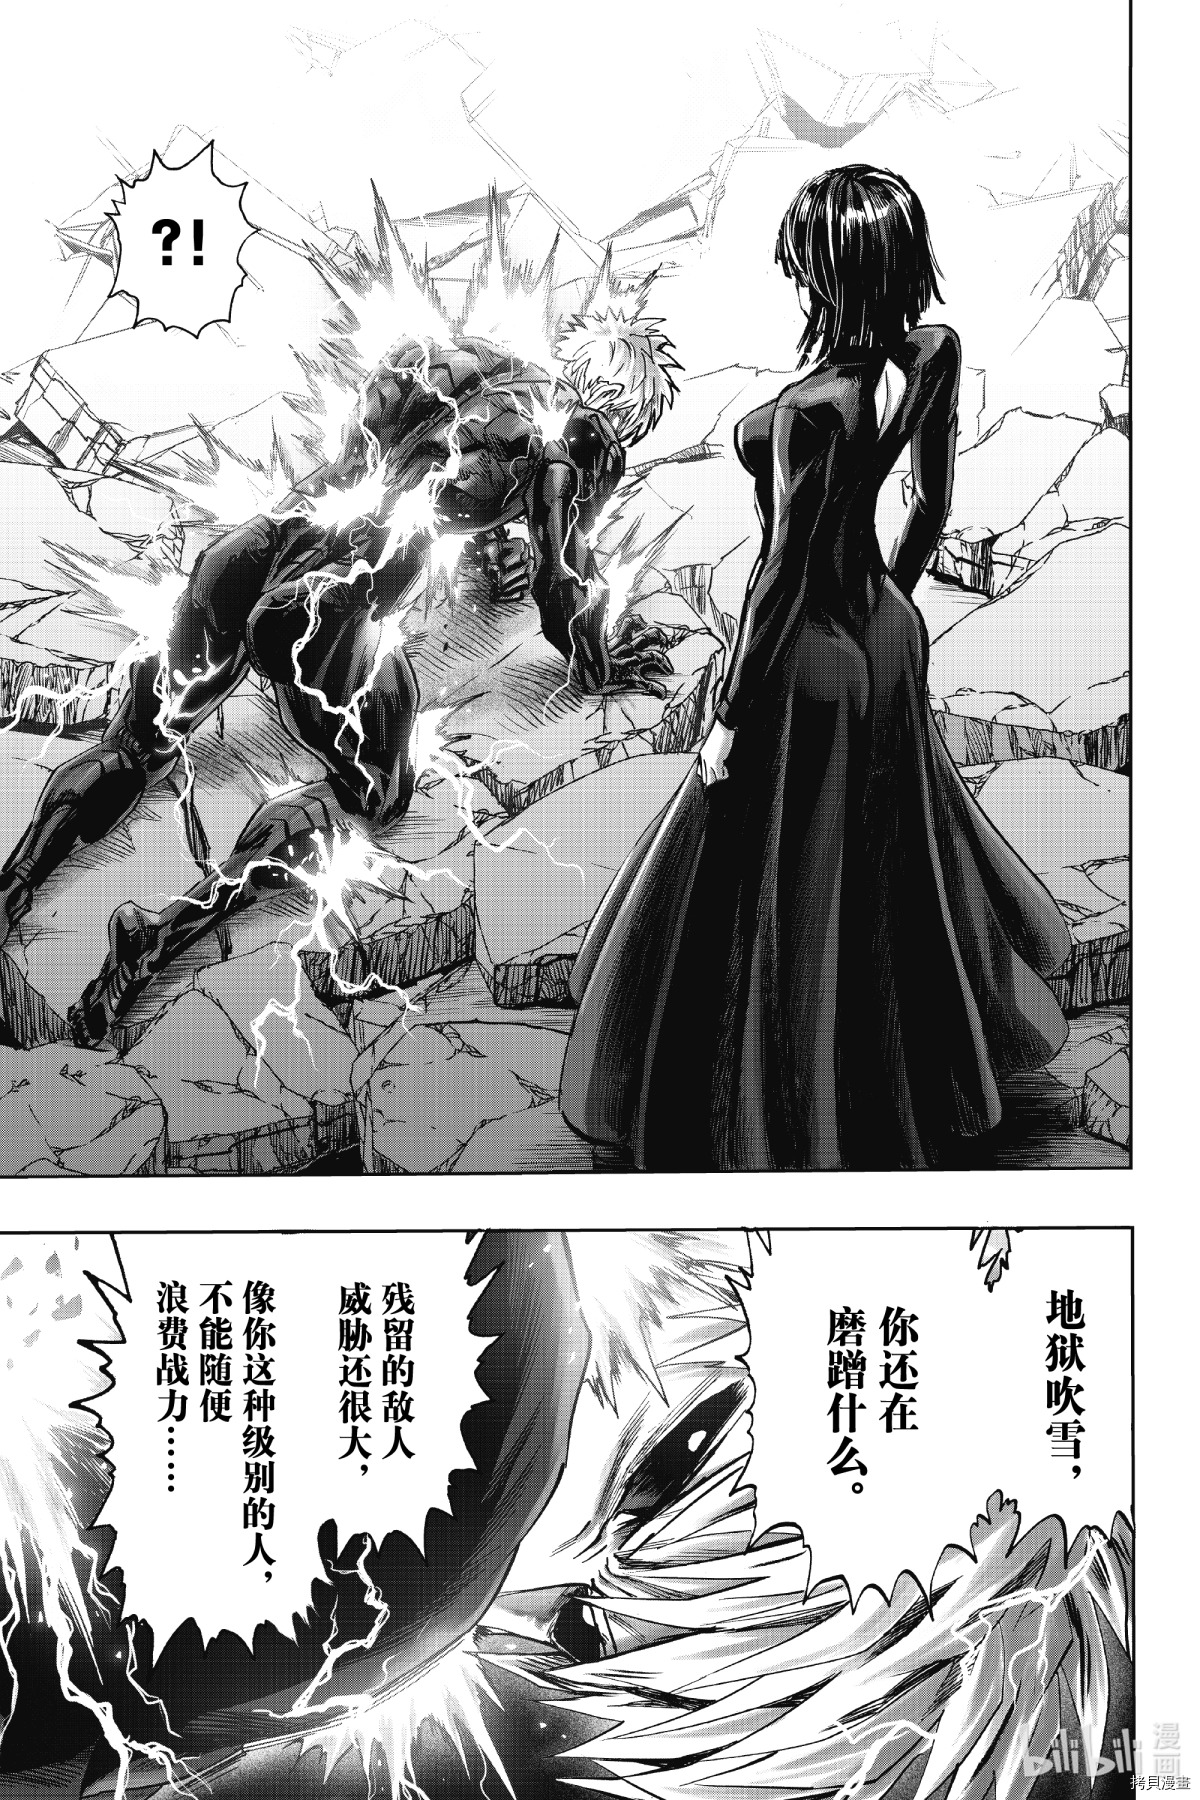 ?!
地狱吹雪，
你还在
磨蹭什么。
残留的敌人
威胁还很大，
像你这种级别的人，
不能随便
浪费战力……
bilibili
漫画
拷貝漫畫